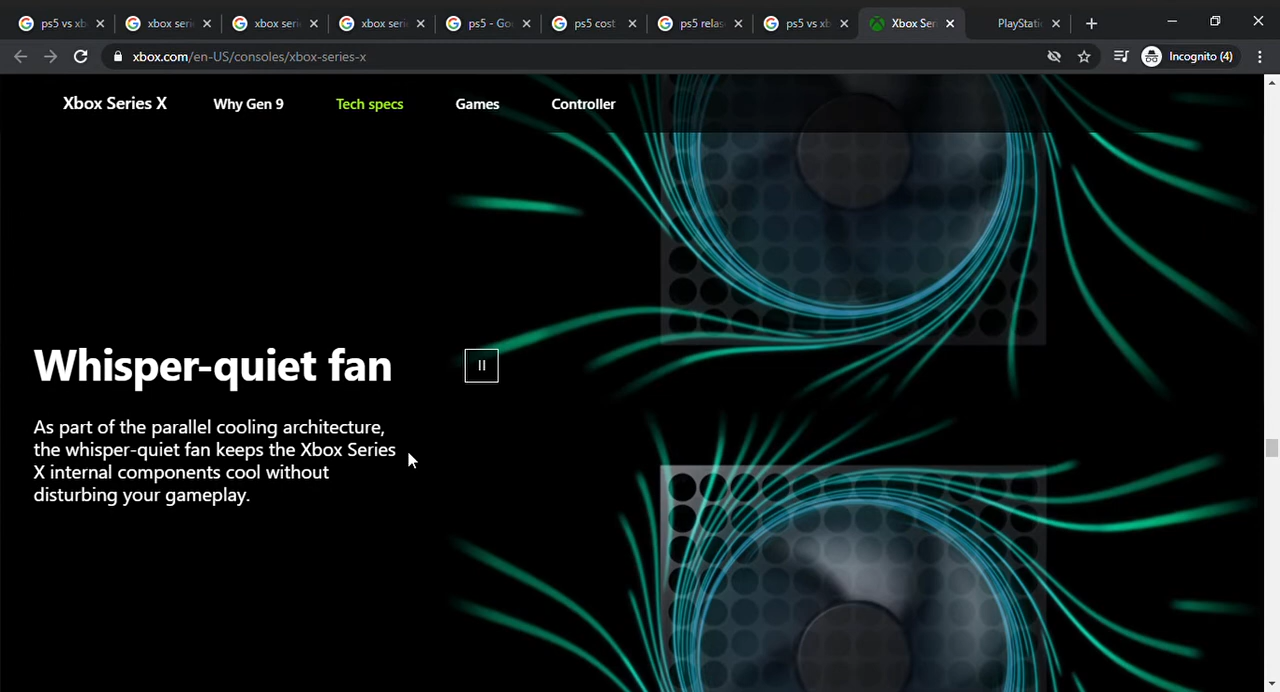 ps5 vs xb
xbox seri
xbox seri
xbox seri
ps5 - Go
ps5 cost
ps5 relas
ps5 vs xb
Xbox Ser
PlayStati
xbox.com/en-US/consoles/xbox-series-x
Incognito (4)
Xbox Series X
Why Gen 9
Tech specs
Games
Controller
Whisper-quiet fan
As part of the parallel cooling architecture,
the whisper-quiet fan keeps the Xbox Series
X internal components cool without
disturbing your gameplay.